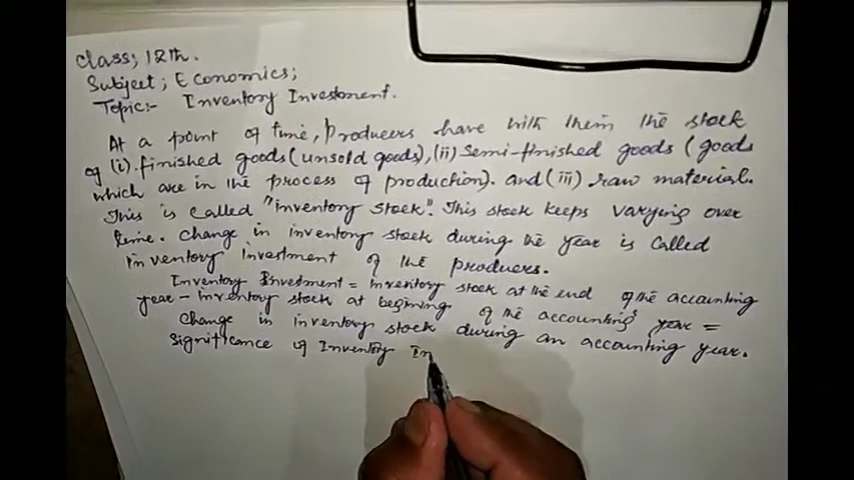 Class; 12th.
Subject; Economics;
Topic:- Inventory Investment.
At a point of time, producers have with them the stock
of (i). finished goods (unsold goods), (ii) Semi-finished goods (goods
which are in the process of production). and (iii) raw material.
This is called "inventory stock". This stock keeps varying over
time. Change in inventory stock during the year is called
inventory investment of the producers.
Inventory Investment = inventory stock at the end of the accounting
year - inventory stock at begining of the accounting year =
Change in inventory stock during an accounting year.
Significance of Inventory In